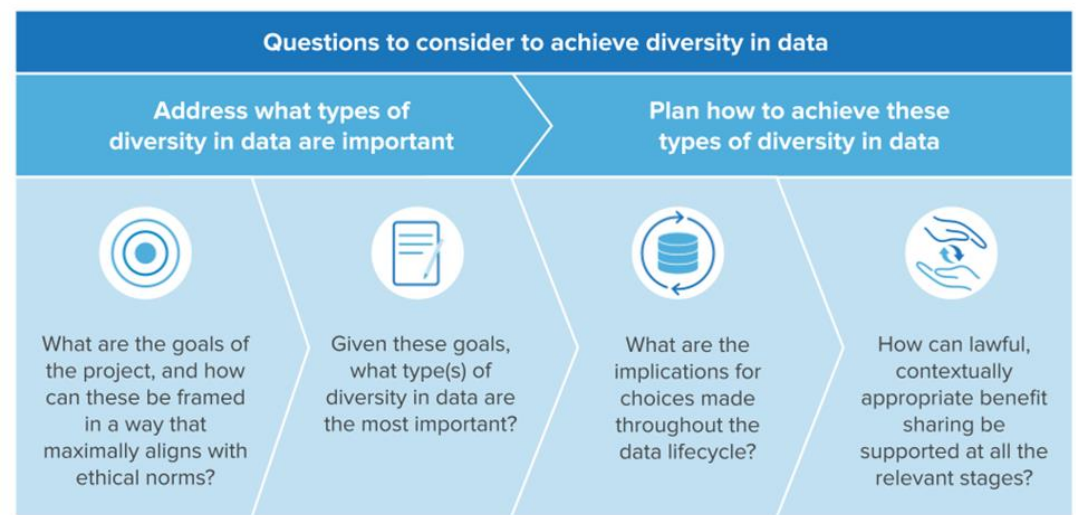 Questions to consider to achieve diversity in data
Address what types of
diversity in data are important
Plan how to achieve these
types of diversity in data
What are the goals of
the project, and how
can these be framed
in a way that
maximally aligns with
ethical norms?
Given these goals,
what type(s) of
diversity in data are
the most important?
What are the
implications for
choices made
throughout the
data lifecycle?
How can lawful,
contextually
appropriate benefit
sharing be
supported at all the
relevant stages?